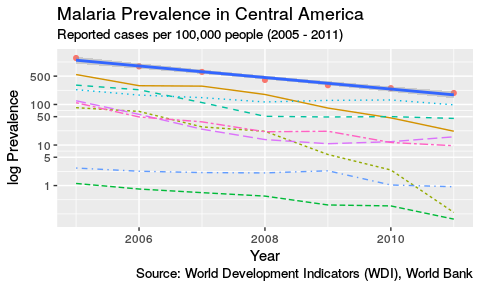 Malaria Prevalence in Central America
Reported cases per 100,000 people (2005 - 2011)
log Prevalence
500
100
50
10
5
1
2006 2008 2010
Year
Source: World Development Indicators (WDI), World Bank